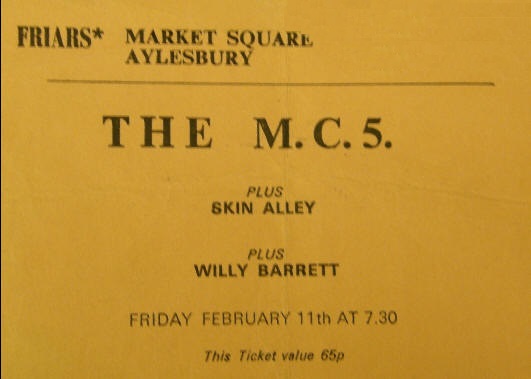 FRIARS* MARKET SQUARE
AYLESBURY
THE M.C.5.
PLUS
SKIN ALLEY
PLUS
WILLY BARRETT
FRIDAY FEBRUARY 11th AT 7.30
This Ticket value 65p